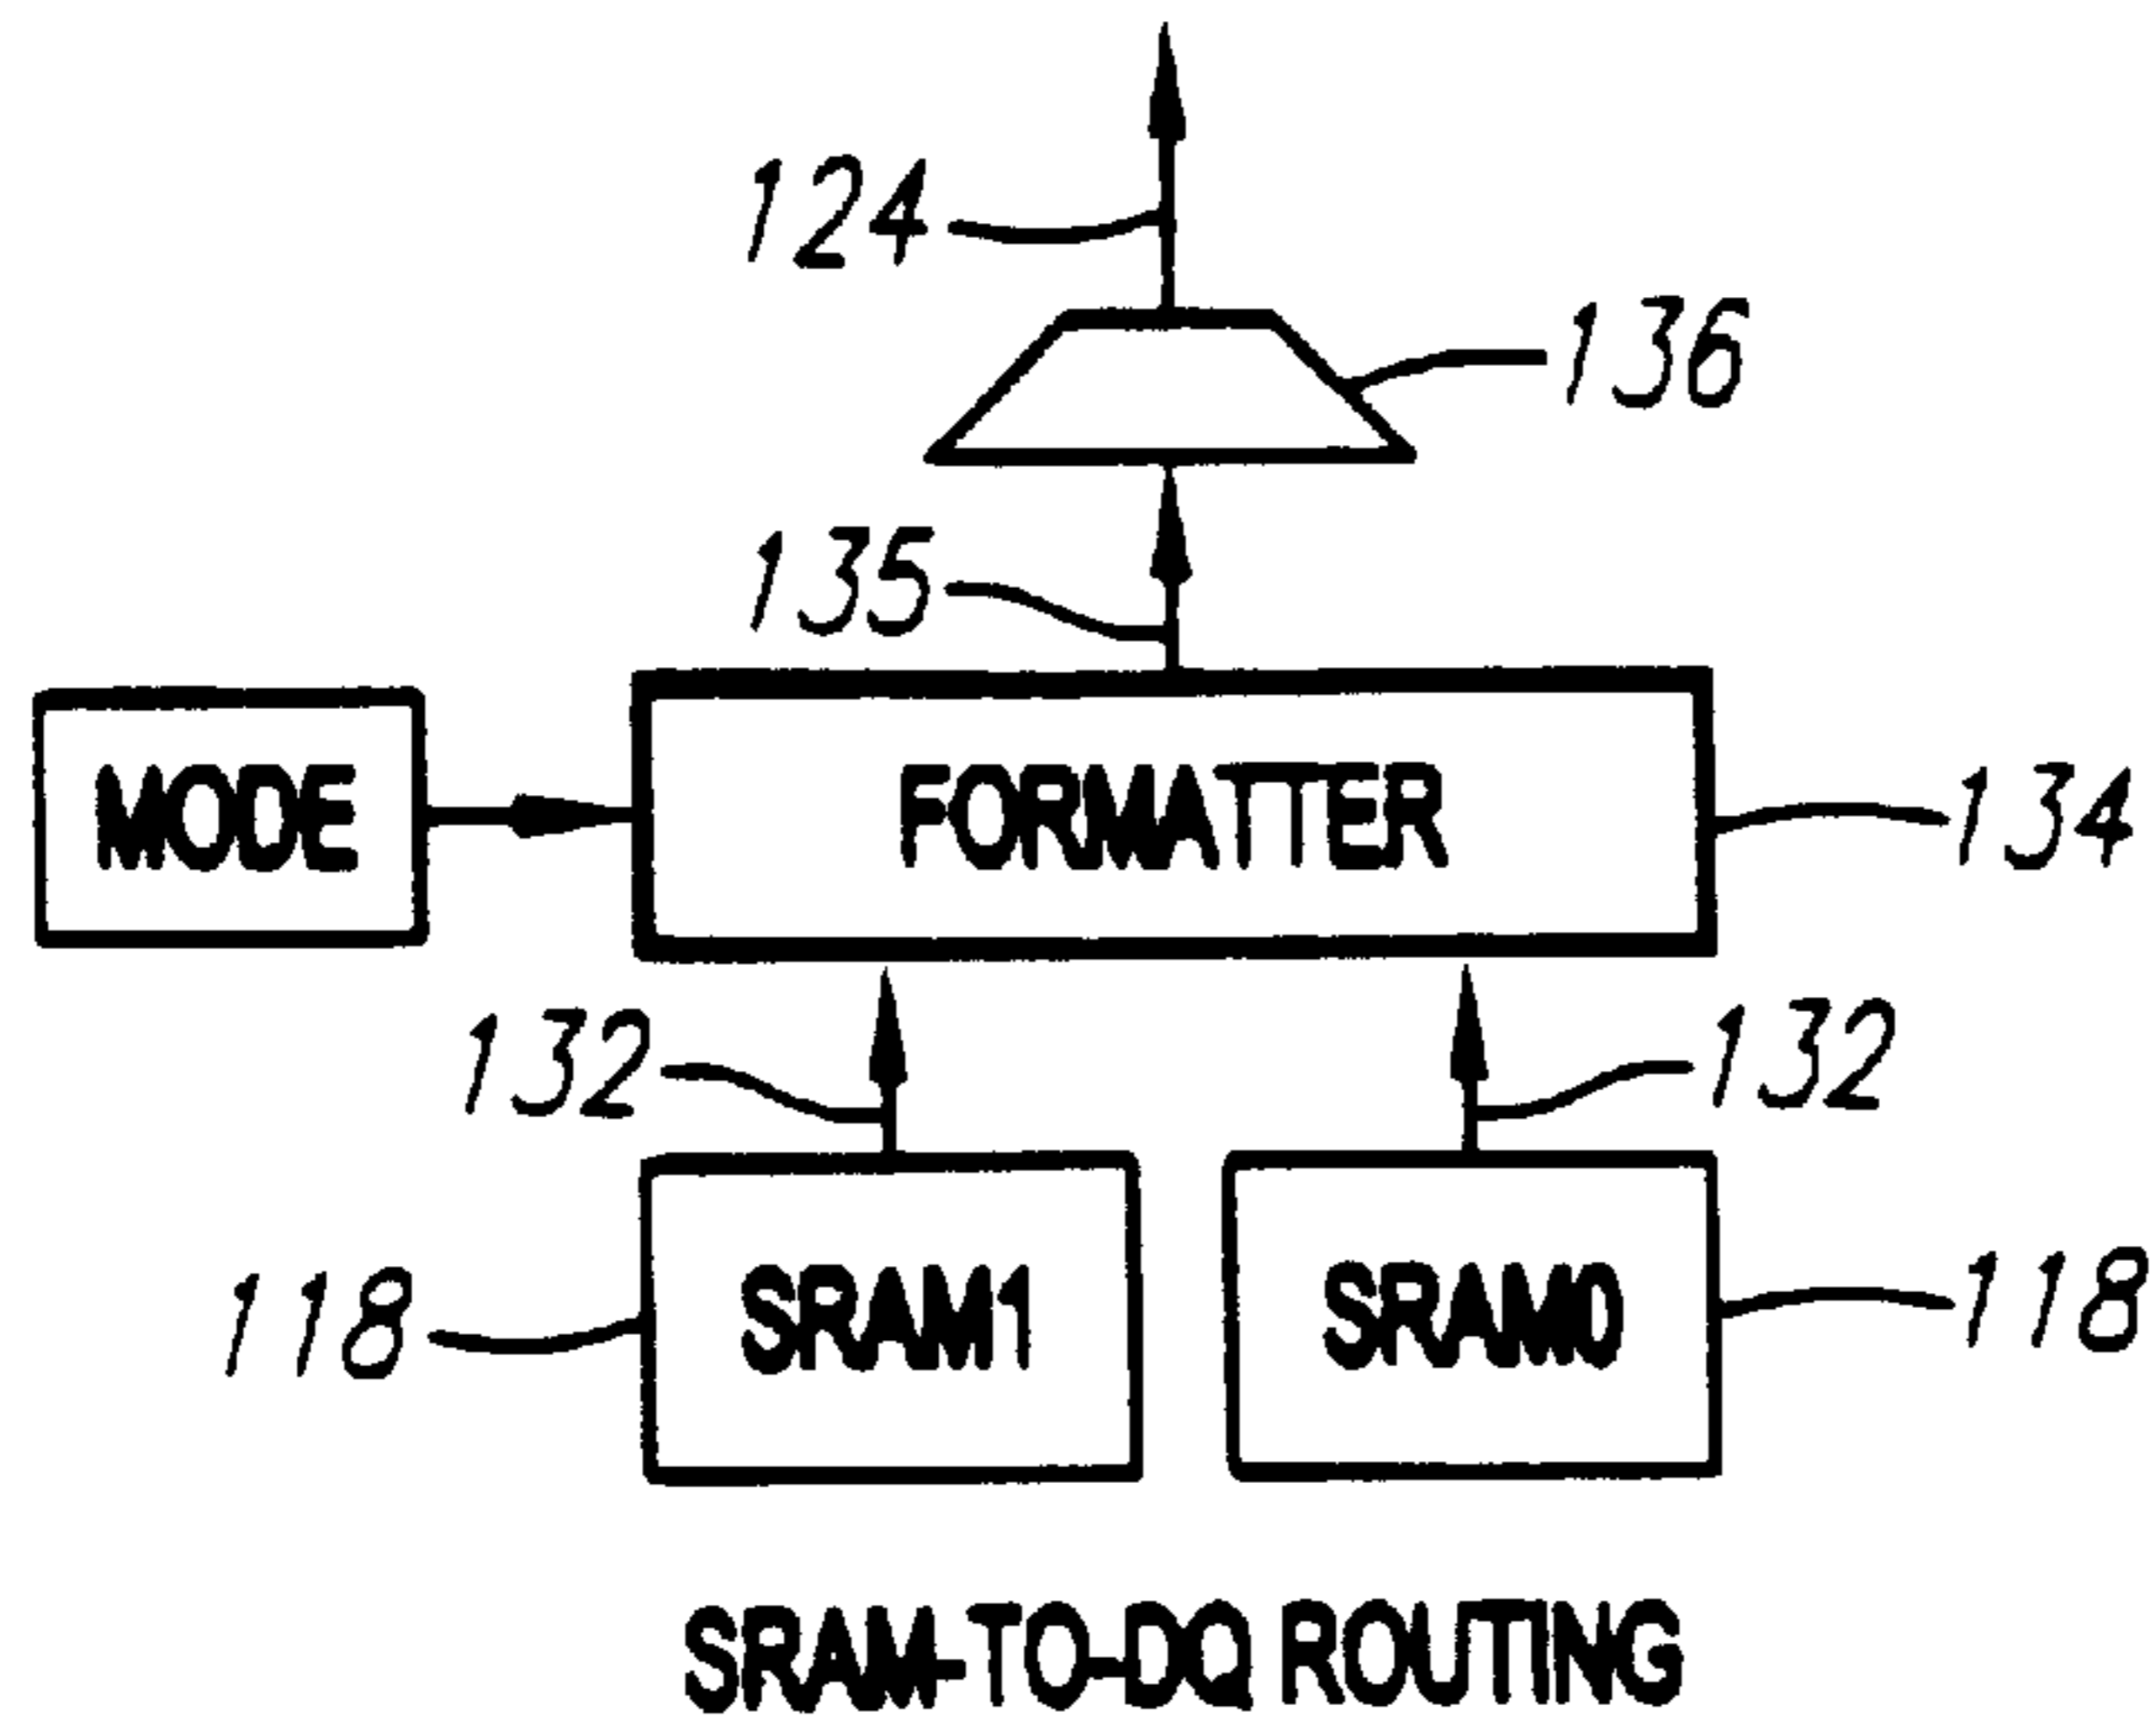 124
136
135
MODE
FORMATTER
134
132
132
118
SRAM1
SRAM0
118
SRAM-TO-DQ ROUTING